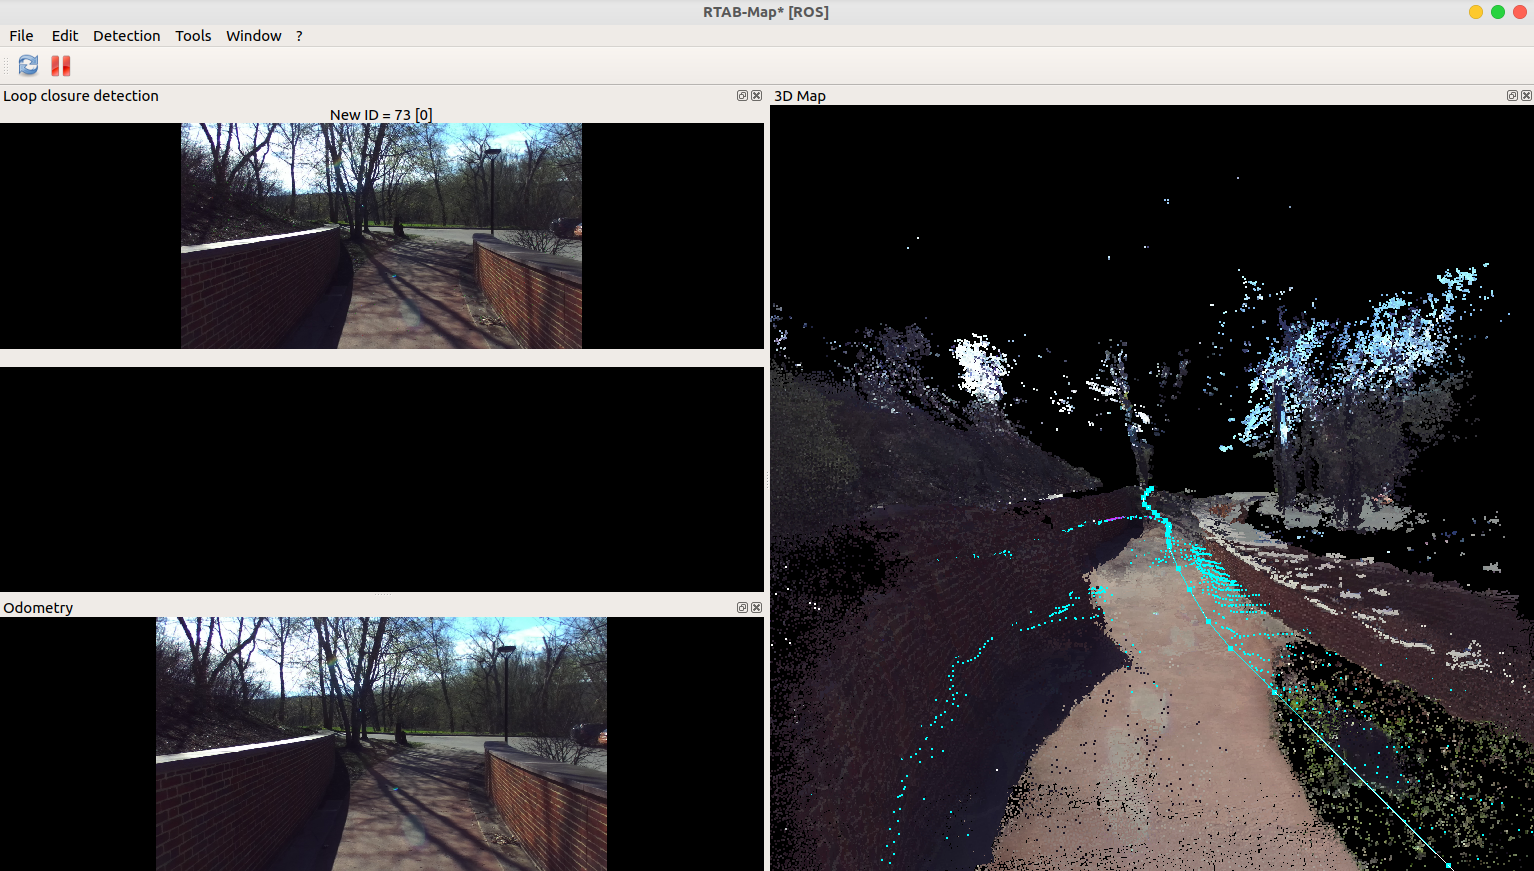 RTAB-Map* [ROS]
File Edit Detection Tools Window ?
Loop closure detection
New ID = 73 [0]
Odometry
3D Map